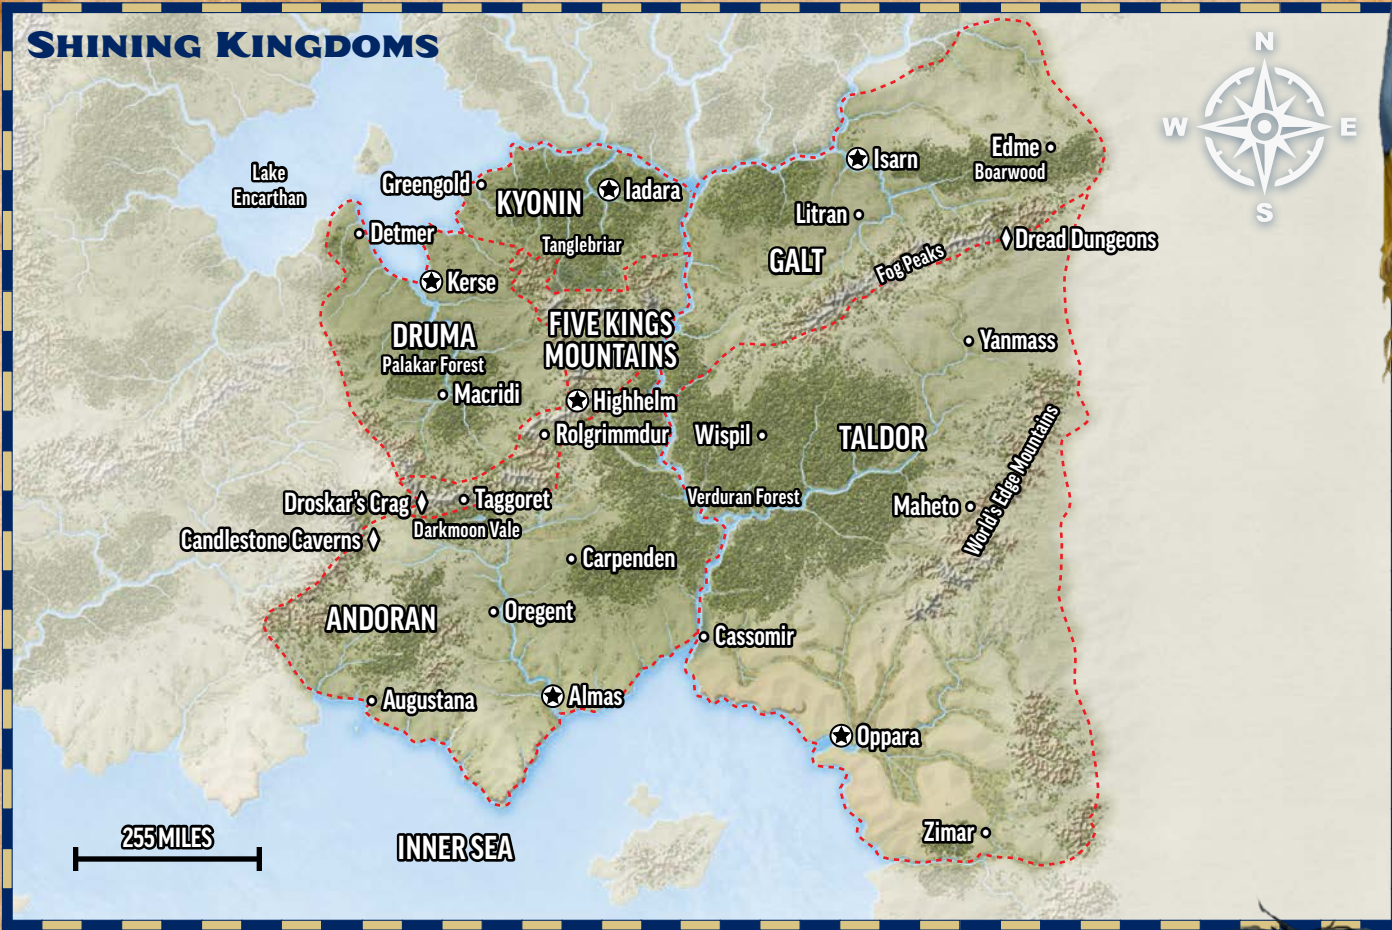 SHINING KINGDOMS
N
W
E
S
Lake
Encarthan
Greengold
KYONIN
Iadara
Isarn
Edme
Boarwood
Litran
Detmer
Tanglebriar
GALT
Fog Peaks
Dread Dungeons
Kerse
DRUMA
Palakar Forest
FIVE KINGS
MOUNTAINS
Yanmass
Macridi
Highhelm
Rolgrimmdur
Wispil
TALDOR
World's Edge Mountains
Droskar's Crag
Taggoret
Verduran Forest
Maheto
Candlestone Caverns
Darkmoon Vale
Carpenden
ANDORAN
Oregent
Cassomir
Augustana
Almas
Oppara
255 MILES
INNER SEA
Zimar